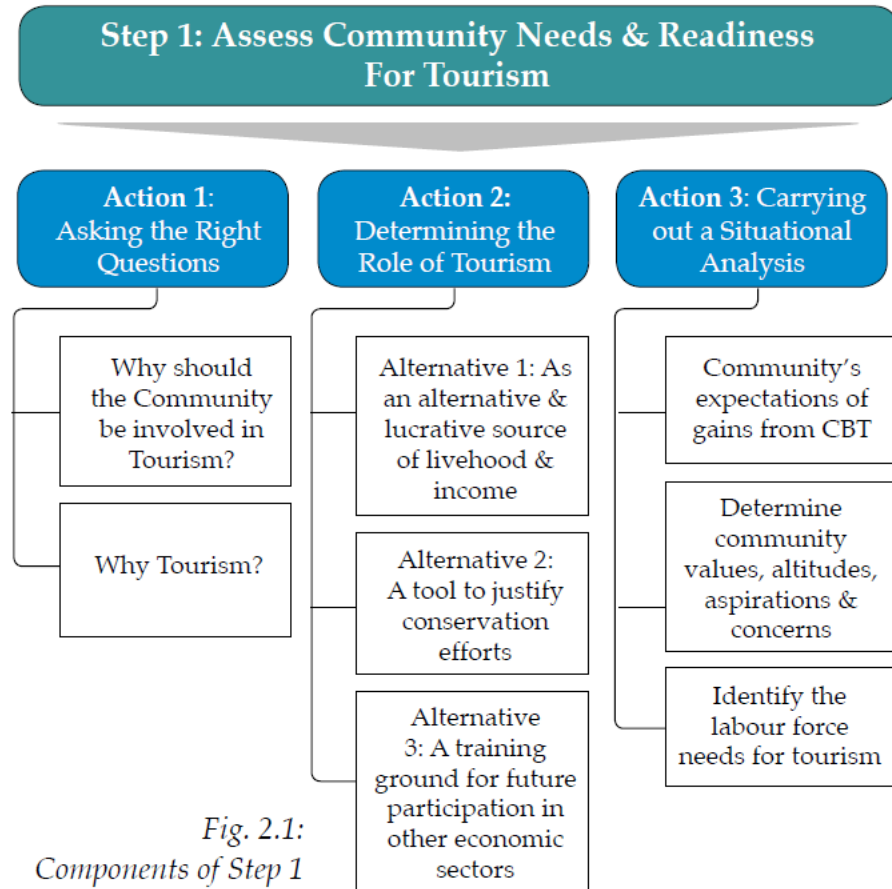 Step 1: Assess Community Needs & Readiness
For Tourism
Action 1:
Asking the Right
Questions
Why should
the Community
be involved in
Tourism?
Why Tourism?
Action 2:
Determining the
Role of Tourism
Alternative 1: As
an alternative &
lucrative source
of livehood &
income
Alternative 2:
A tool to justify
conservation
efforts
Alternative
3: A training
ground for future
participation in
other economic
sectors
Action 3: Carrying
out a Situational
Analysis
Community’s
expectations of
gains from CBT
Determine
community
values, altitudes,
aspirations &
concerns
Identify the
labour force
needs for tourism
Fig. 2.1:
Components of Step 1